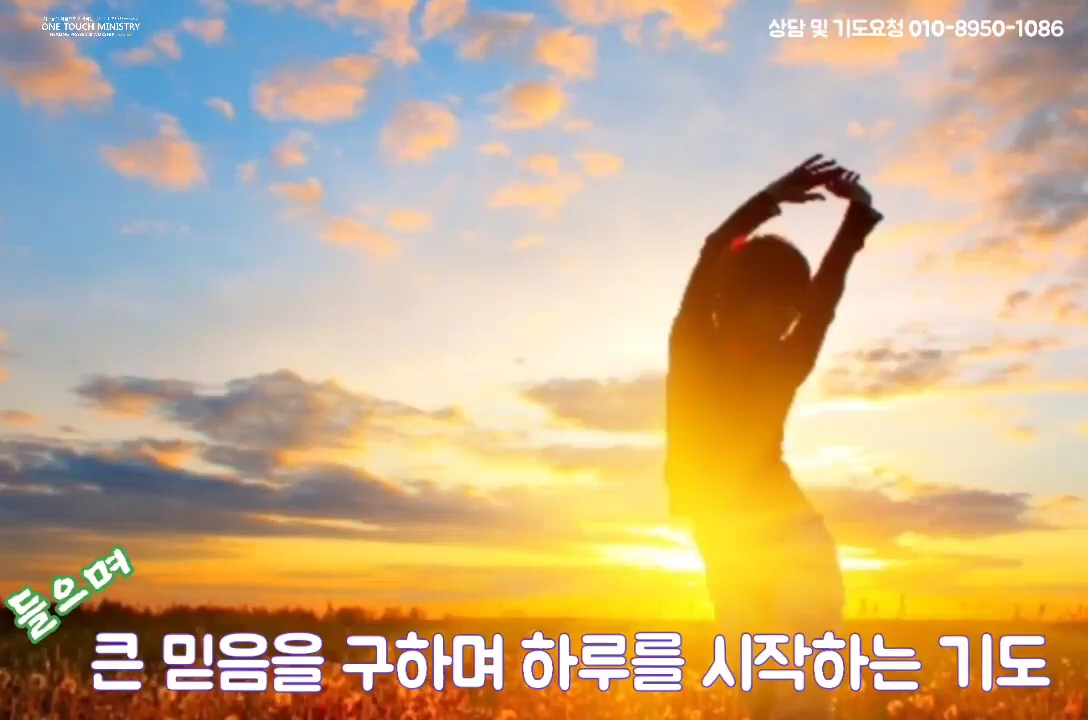 ONE TOUCH MINISTRY
상담 및 기도요청 010-8950-1086
들으며
큰 믿음을 구하며 하루를 시작하는 기도